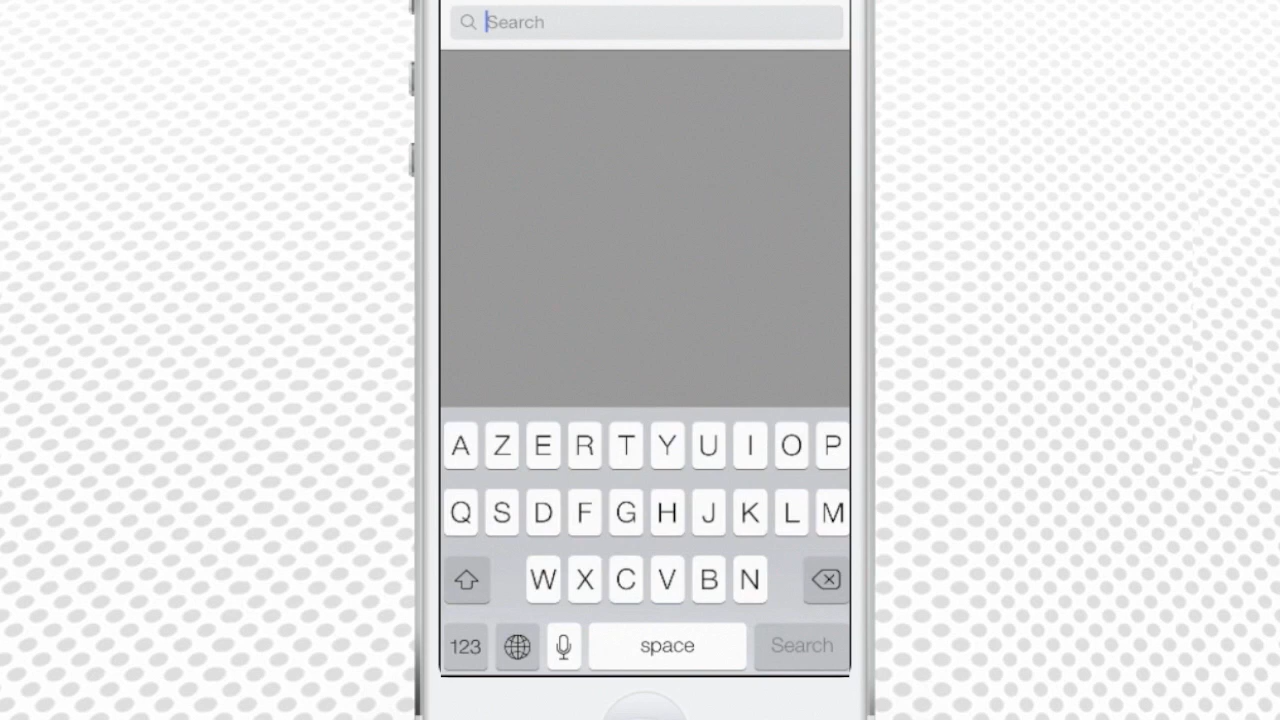 Search
A Z E R T Y U I O P
Q S D F G H J K L M
W X C V B N
123 space Search